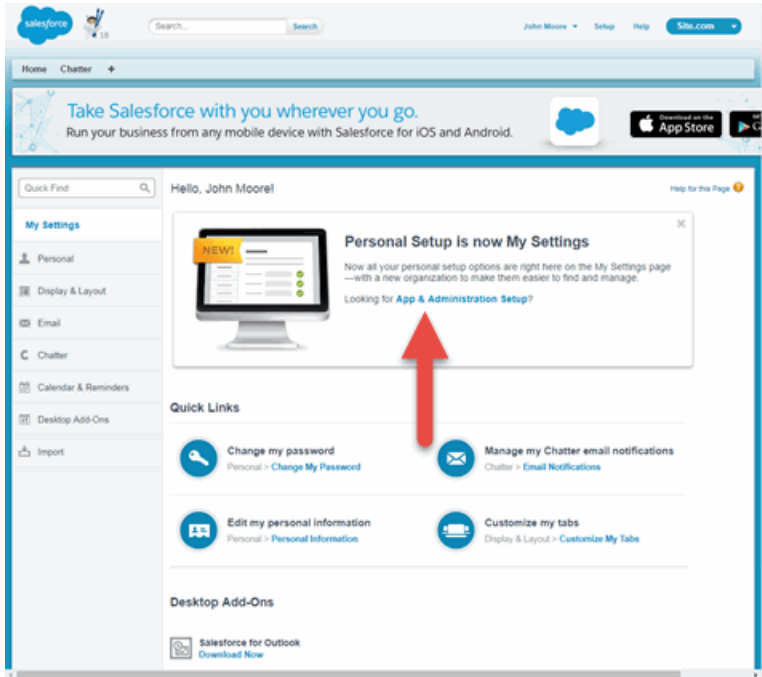 salesforce
18
Search...
Search
John Moore
Setup
Help
Site.com
Home Chatter +
Take Salesforce with you wherever you go.
Run your business from any mobile device with Salesforce for iOS and Android.
Download on the
App Store
Quick Find
Hello, John Moore!
Help for this Page
My Settings
Personal
Display & Layout
Email
Chatter
Calendar & Reminders
Desktop Add-Ons
Import
NEW!
Personal Setup is now My Settings
Now all your personal setup options are right here on the My Settings page
—with a new organization to make them easier to find and manage.
Looking for App & Administration Setup?
Quick Links
Change my password
Personal > Change My Password
Manage my Chatter email notifications
Chatter > Email Notifications
Edit my personal information
Personal > Personal Information
Customize my tabs
Display & Layout > Customize My Tabs
Desktop Add-Ons
Salesforce for Outlook
Download Now